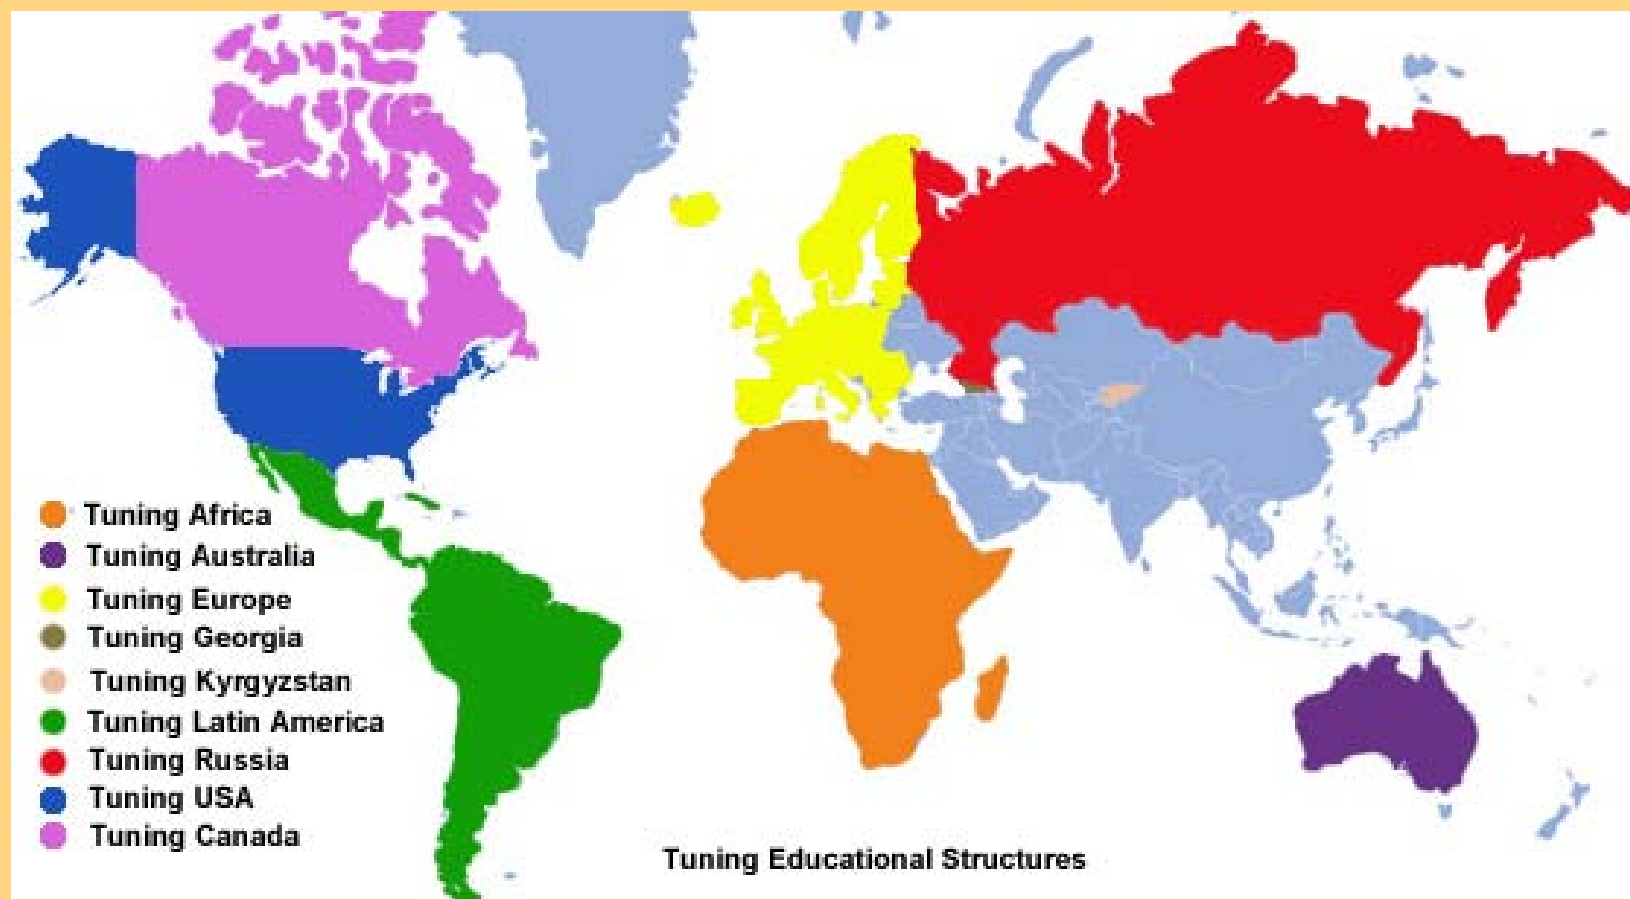 Tuning Africa
Tuning Australia
Tuning Europe
Tuning Georgia
Tuning Kyrgyzstan
Tuning Latin America
Tuning Russia
Tuning USA
Tuning Canada
Tuning Educational Structures